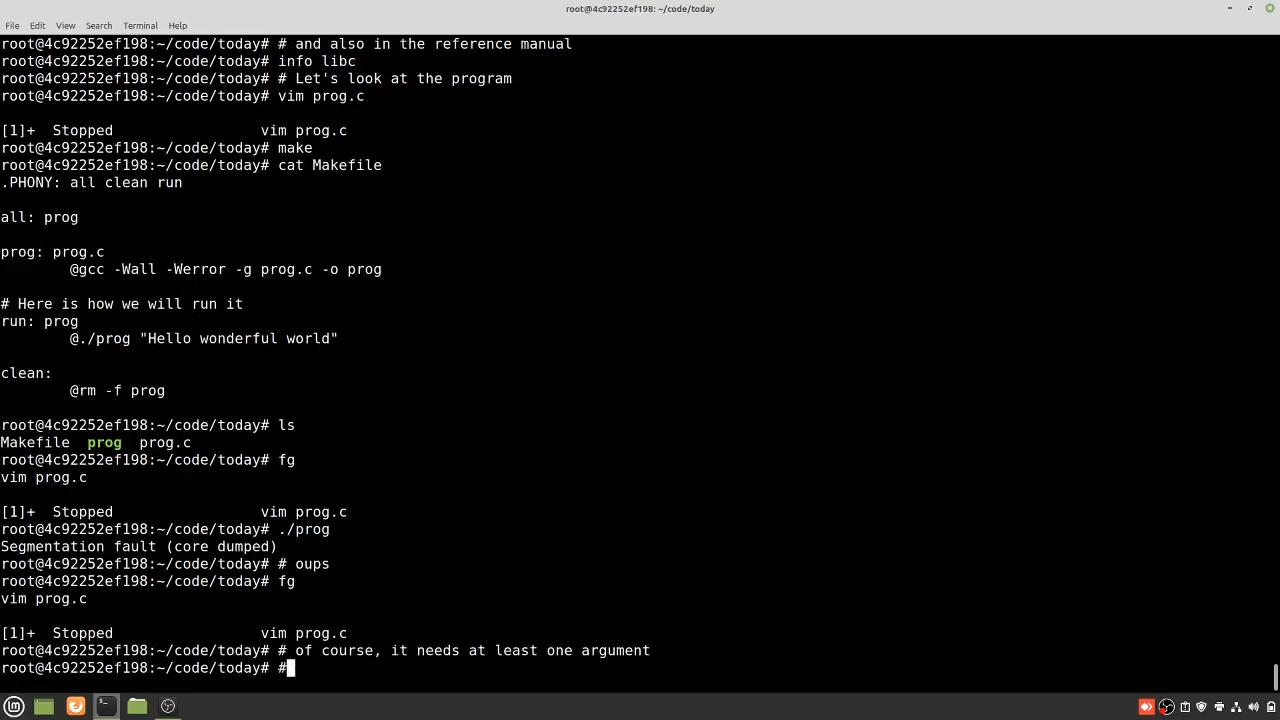 root@4c92252ef198: ~/code/today
File Edit View Search Terminal Help
root@4c92252ef198:~/code/today# # and also in the reference manual
root@4c92252ef198:~/code/today# info libc
root@4c92252ef198:~/code/today# # Let's look at the program
root@4c92252ef198:~/code/today# vim prog.c
[1]+  Stopped                 vim prog.c
root@4c92252ef198:~/code/today# make
root@4c92252ef198:~/code/today# cat Makefile
.PHONY: all clean run
all: prog
prog: prog.c
        @gcc -Wall -Werror -g prog.c -o prog
# Here is how we will run it
run: prog
        @./prog "Hello wonderful world"
clean:
        @rm -f prog
root@4c92252ef198:~/code/today# ls
Makefile  prog  prog.c
root@4c92252ef198:~/code/today# fg
vim prog.c
[1]+  Stopped                 vim prog.c
root@4c92252ef198:~/code/today# ./prog
Segmentation fault (core dumped)
root@4c92252ef198:~/code/today# # oups
root@4c92252ef198:~/code/today# fg
vim prog.c
[1]+  Stopped                 vim prog.c
root@4c92252ef198:~/code/today# # of course, it needs at least one argument
root@4c92252ef198:~/code/today# #